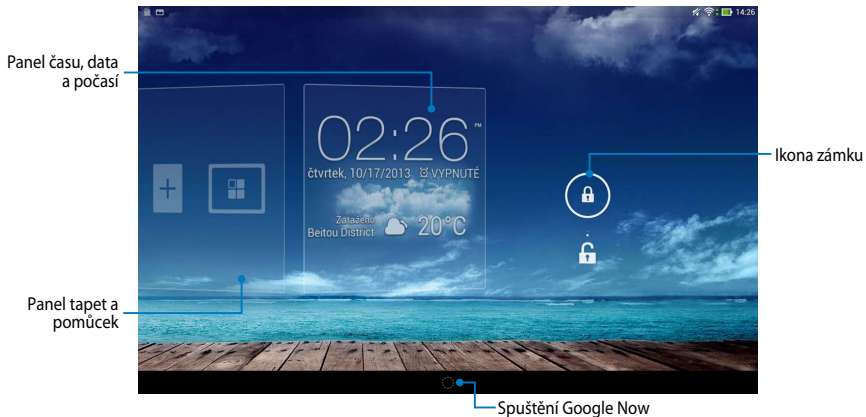 14:26
Panel času, data
a počasí
02:26 PM
čtvrtek, 10/17/2013 VYPNUTÉ
Zataženo
Beitou District 20°C
Ikona zámku
Panel tapet a
pomůcek
Spuštění Google Now